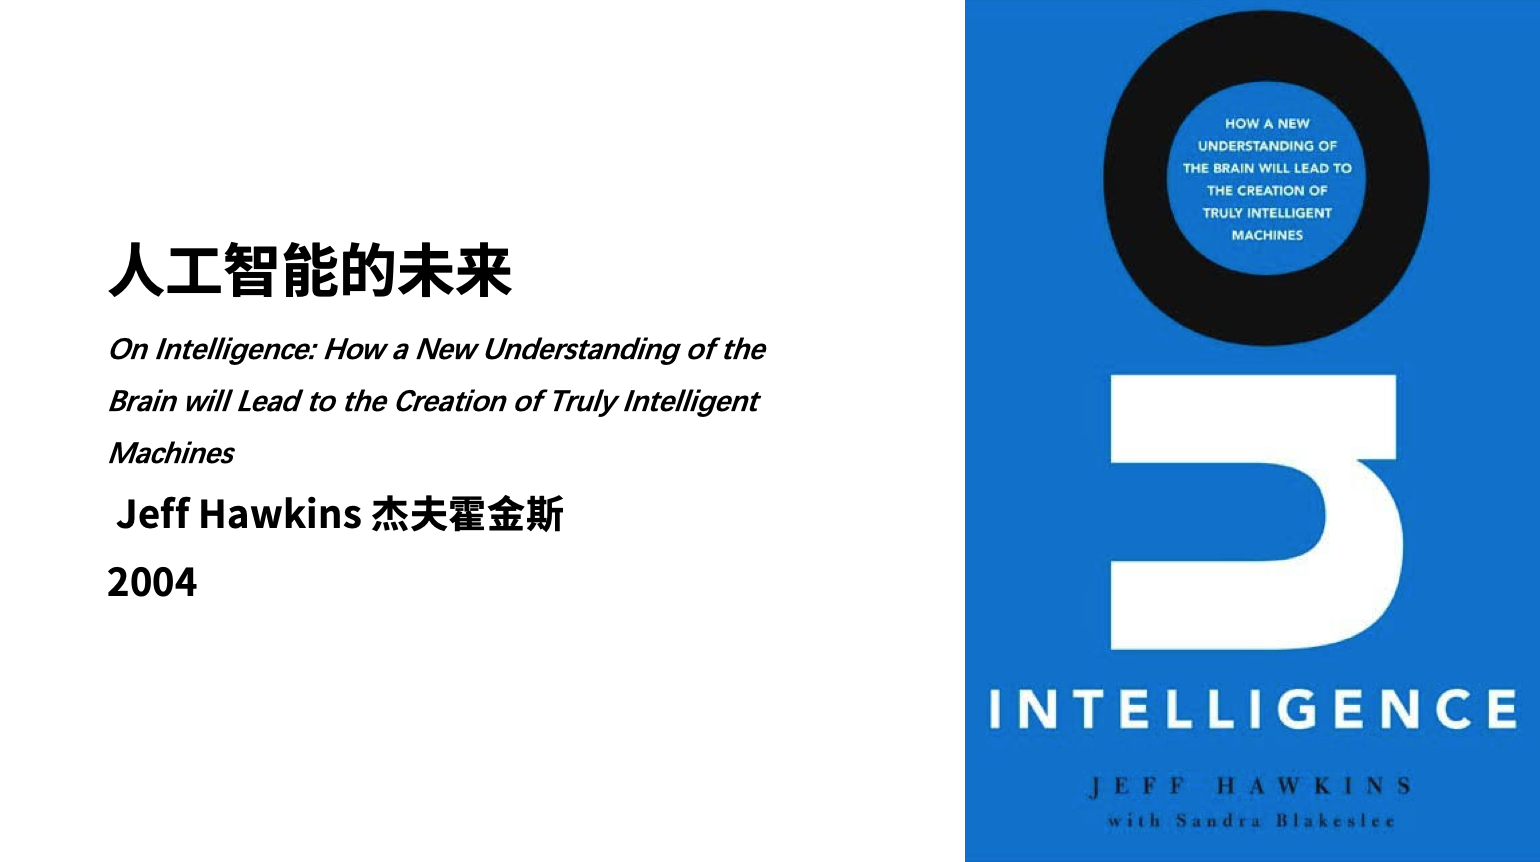 人工智能的未来
On Intelligence: How a New Understanding of the
Brain will Lead to the Creation of Truly Intelligent
Machines
Jeff Hawkins 杰夫霍金斯
2004
HOW A NEW
UNDERSTANDING OF
THE BRAIN WILL LEAD TO
THE CREATION OF
TRULY INTELLIGENT
MACHINES
On
INTELLIGENCE
JEFF HAWKINS
with Sandra Blakeslee